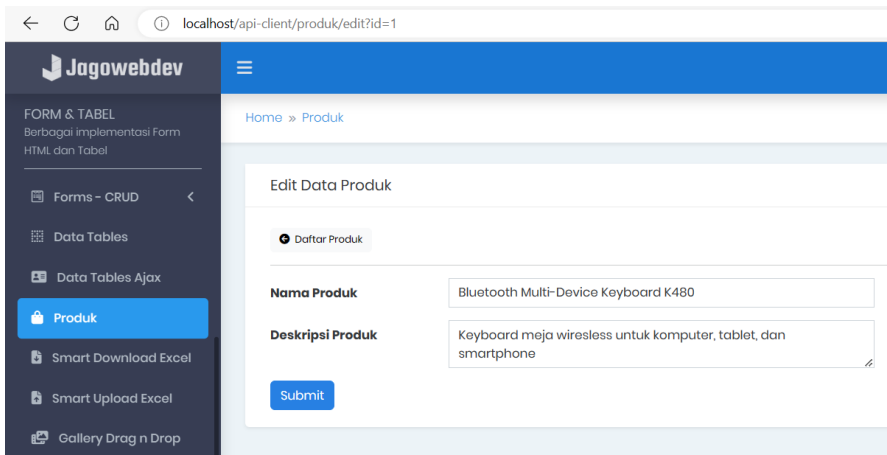 localhost/api-client/produk/edit?id=1
Jagowebdev
FORM & TABEL
Berbagai implementasi Form
HTML dan Tabel
Forms - CRUD
Data Tables
Data Tables Ajax
Produk
Smart Download Excel
Smart Upload Excel
Gallery Drag n Drop
Home » Produk
Edit Data Produk
Daftar Produk
Nama Produk
Bluetooth Multi-Device Keyboard K480
Deskripsi Produk
Keyboard meja wiresless untuk komputer, tablet, dan
smartphone
Submit